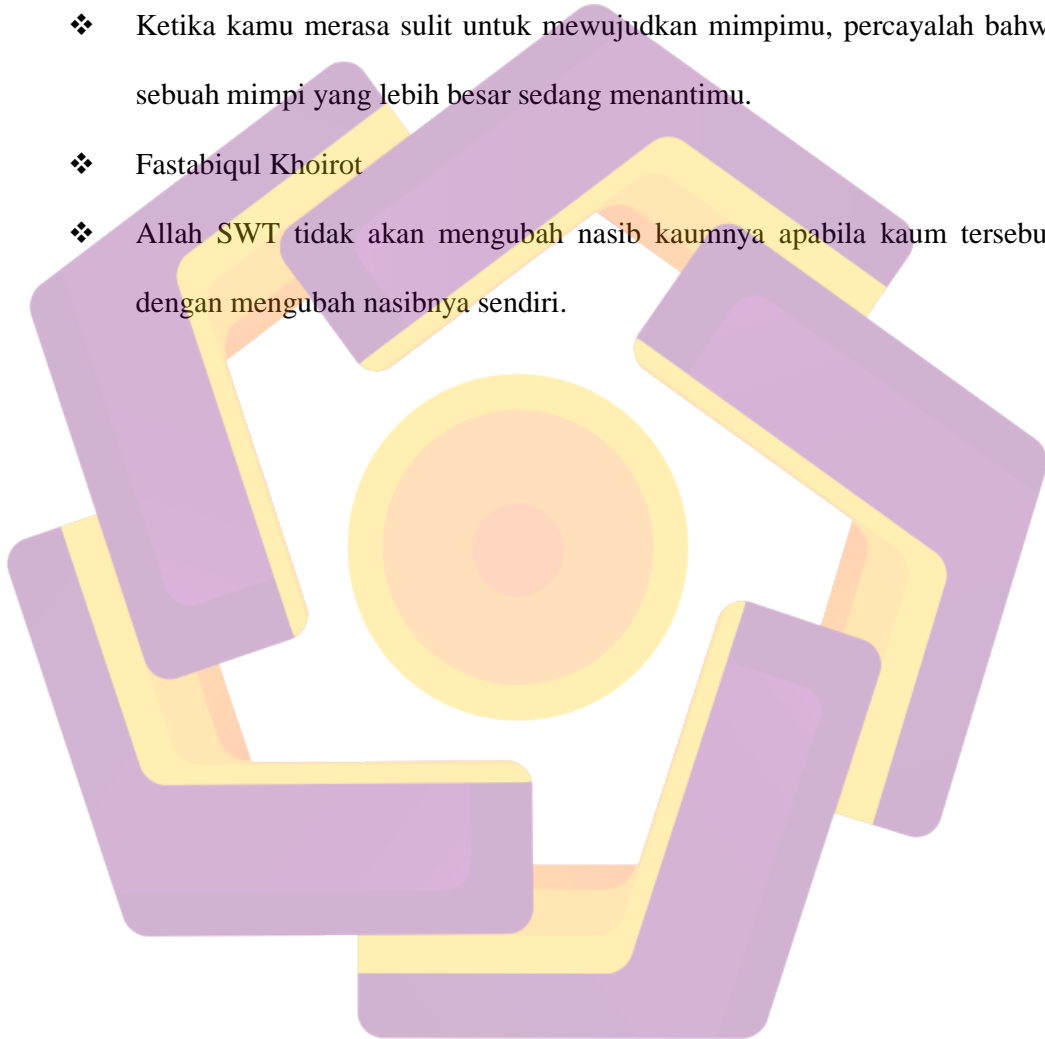 ❖ Ketika kamu merasa sulit untuk mewujudkan mimpimu, percayalah bahw
sebuah mimpi yang lebih besar sedang menantimu.
❖ Fastabiqul Khoirot
❖ Allah SWT tidak akan mengubah nasib kaumnya apabila kaum tersebu
dengan mengubah nasibnya sendiri.